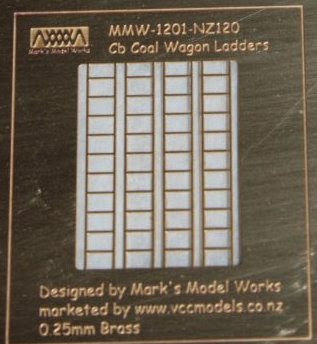 MMW-1201-NZ120
Cb Coal Wagon Ladders
Mark's Model Works
Designed by Mark's Model Works
marketed by www.vccmodels.co.nz
0.25mm Brass